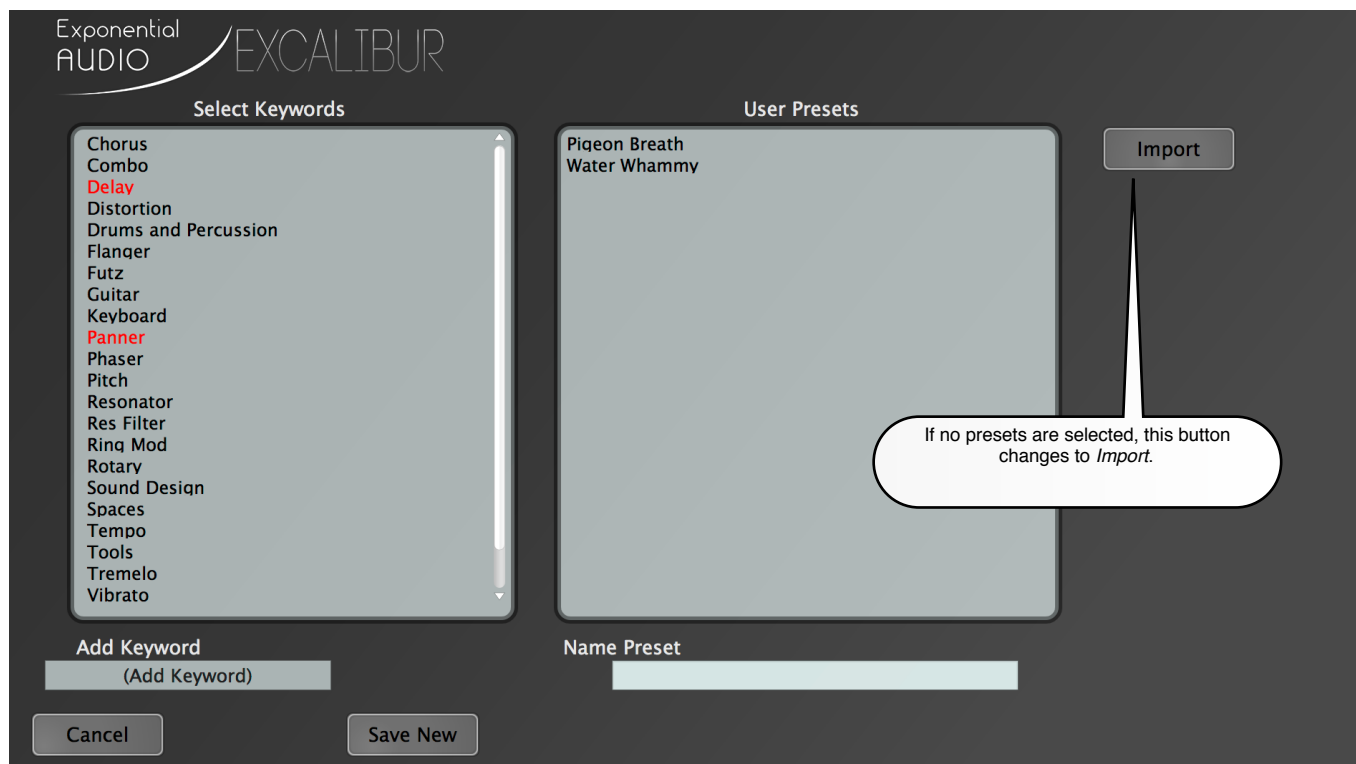 Exponential
AUDIO
EXCALIBUR
Select Keywords
Chorus
Combo
Delay
Distortion
Drums and Percussion
Flanger
Futz
Guitar
Keyboard
Panner
Phaser
Pitch
Resonator
Res Filter
Ring Mod
Rotary
Sound Design
Spaces
Tempo
Tools
Tremelo
Vibrato
User Presets
Pigeon Breath
Water Whammy
Import
If no presets are selected, this button
changes to Import.
Add Keyword
(Add Keyword)
Name Preset
Cancel
Save New